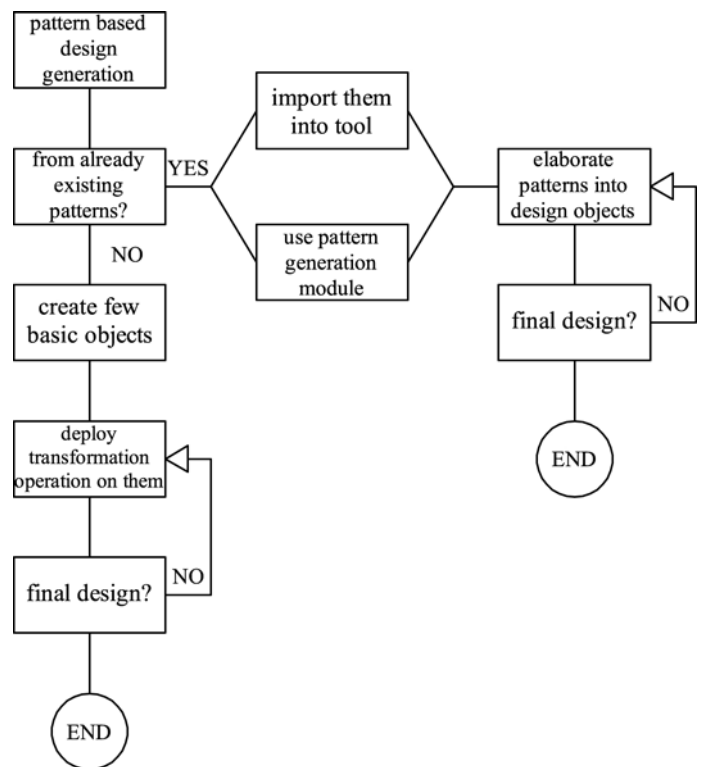 pattern based
design
generation
from already
existing
patterns?
YES
NO
import them
into tool
use pattern
generation
module
elaborate
patterns into
design objects
final design?
NO
END
create few
basic objects
deploy
transformation
operation on them
final design?
NO
END